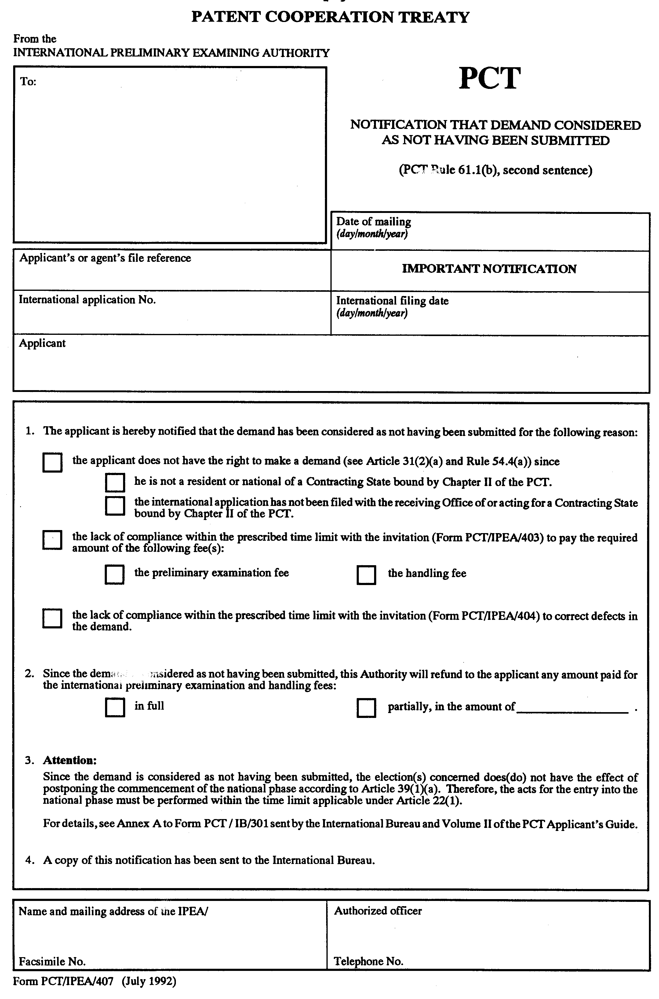 PATENT COOPERATION TREATY
From the
INTERNATIONAL PRELIMINARY EXAMINING AUTHORITY
To:
PCT
NOTIFICATION THAT DEMAND CONSIDERED
AS NOT HAVING BEEN SUBMITTED
(PCT Rule 61.1(b), second sentence)
Date of mailing
(day/month/year)
Applicant's or agent's file reference
IMPORTANT NOTIFICATION
International application No.
International filing date
(day/month/year)
Applicant
1. The applicant is hereby notified that the demand has been considered as not having been submitted for the following reason:
the applicant does not have the right to make a demand (see Article 31(2)(a) and Rule 54.4(a)) since
he is not a resident or national of a Contracting State bound by Chapter II of the PCT.
the international application has not been filed with the receiving Office of or acting for a Contracting State
bound by Chapter II of the PCT.
the lack of compliance within the prescribed time limit with the invitation (Form PCT/IPEA/403) to pay the required
amount of the following fee(s):
the preliminary examination fee
the handling fee
the lack of compliance within the prescribed time limit with the invitation (Form PCT/IPEA/404) to correct defects in
the demand.
2. Since the considered as not having been submitted, this Authority will refund to the applicant any amount paid for
the international preliminary examination and handling fees:
in full
partially, in the amount of .
3. Attention:
Since the demand is considered as not having been submitted, the election(s) concerned does(do) not have the effect of
postponing the commencement of the national phase according to Article 39(1)(a). Therefore, the acts for the entry into the
national phase must be performed within the time limit applicable under Article 22(1).
For details, see Annex A to Form PCT / IB/301 sent by the International Bureau and Volume II of the PCT Applicant's Guide.
4. A copy of this notification has been sent to the International Bureau.
Name and mailing address of the IPEA/
Authorized officer
Facsimile No.
Telephone No.
Form PCT/IPEA/407 (July 1992)